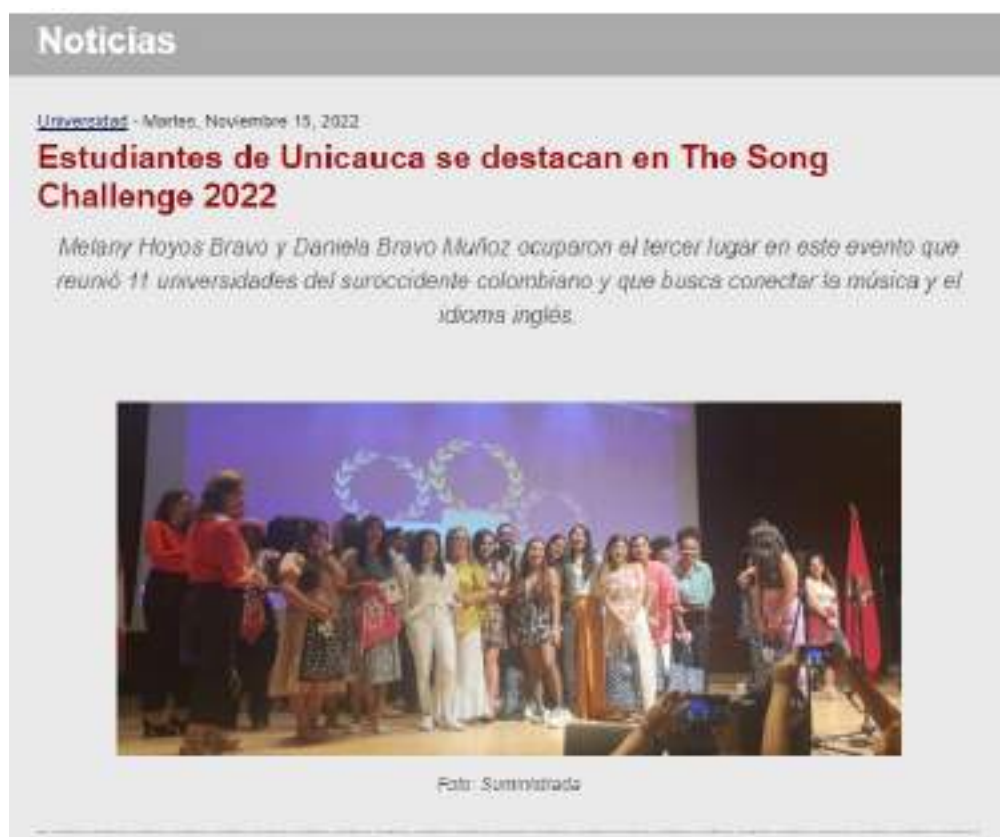 Noticias
Universidad - Martes, Noviembre 15, 2022
Estudiantes de Unicauca se destacan en The Song
Challenge 2022
Melany Hoyos Bravo y Daniela Bravo Muñoz ocuparon el tercer lugar en este evento que
reunió 11 universidades del suroccidente colombiano y que busca conectar la música y el
idioma inglés.
Foto: Suministrada